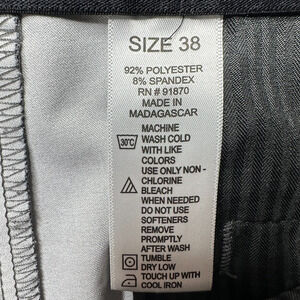 SIZE 38
92% POLYESTER
8% SPANDEX
RN # 91870
MADE IN
MADAGASCAR
MACHINE
30°C WASH COLD
WITH LIKE
COLORS
USE ONLY NON -
CHLORINE
BLEACH
WHEN NEEDED
DO NOT USE
SOFTENERS
REMOVE
PROMPTLY
AFTER WASH
TUMBLE
DRY LOW
TOUCH UP WITH
COOL IRON